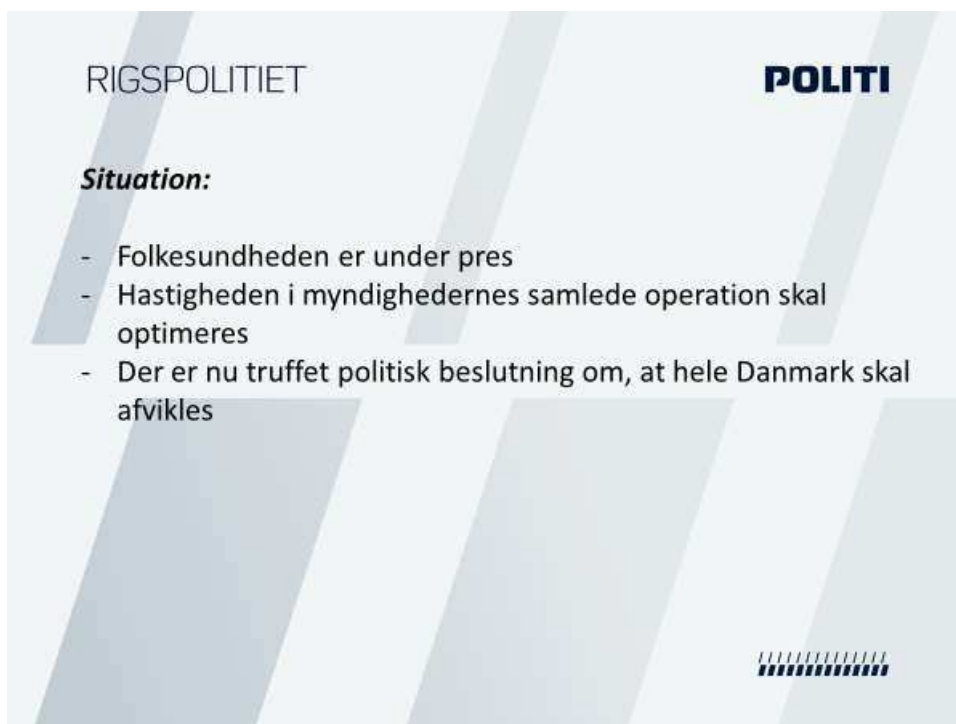 RIGSPOLITIET
POLITI
Situation:
- Folkesundheden er under pres
- Hastigheden i myndighedernes samlede operation skal
optimeres
- Der er nu truffet politisk beslutning om, at hele Danmark skal
afvikles